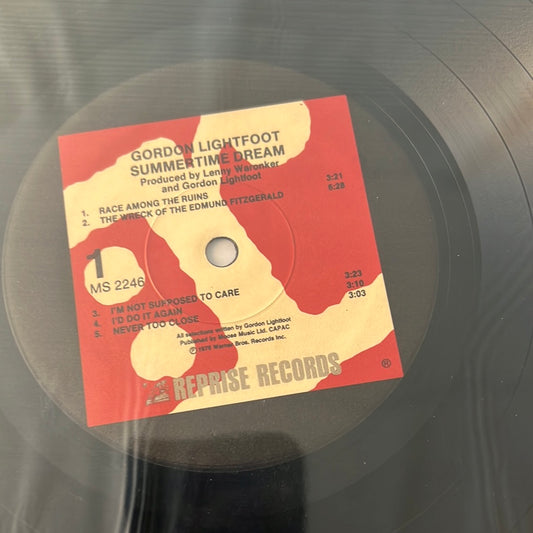 GORDON LIGHTFOOT
SUMMERTIME DREAM
Produced by Lenny Waronker
and Gordon Lightfoot
1. RACE AMONG THE RUINS 3:21
2. THE WRECK OF THE EDMUND FITZGERALD 6:28
1
MS 2246
3. I'M NOT SUPPOSED TO CARE 3:23
4. I'D DO IT AGAIN 3:10
5. NEVER TOO CLOSE 3:03
All selections written by Gordon Lightfoot
Published by Moose Music Ltd. CAPAC
℗ 1976 Warner Bros. Records Inc.
REPRISE RECORDS ®